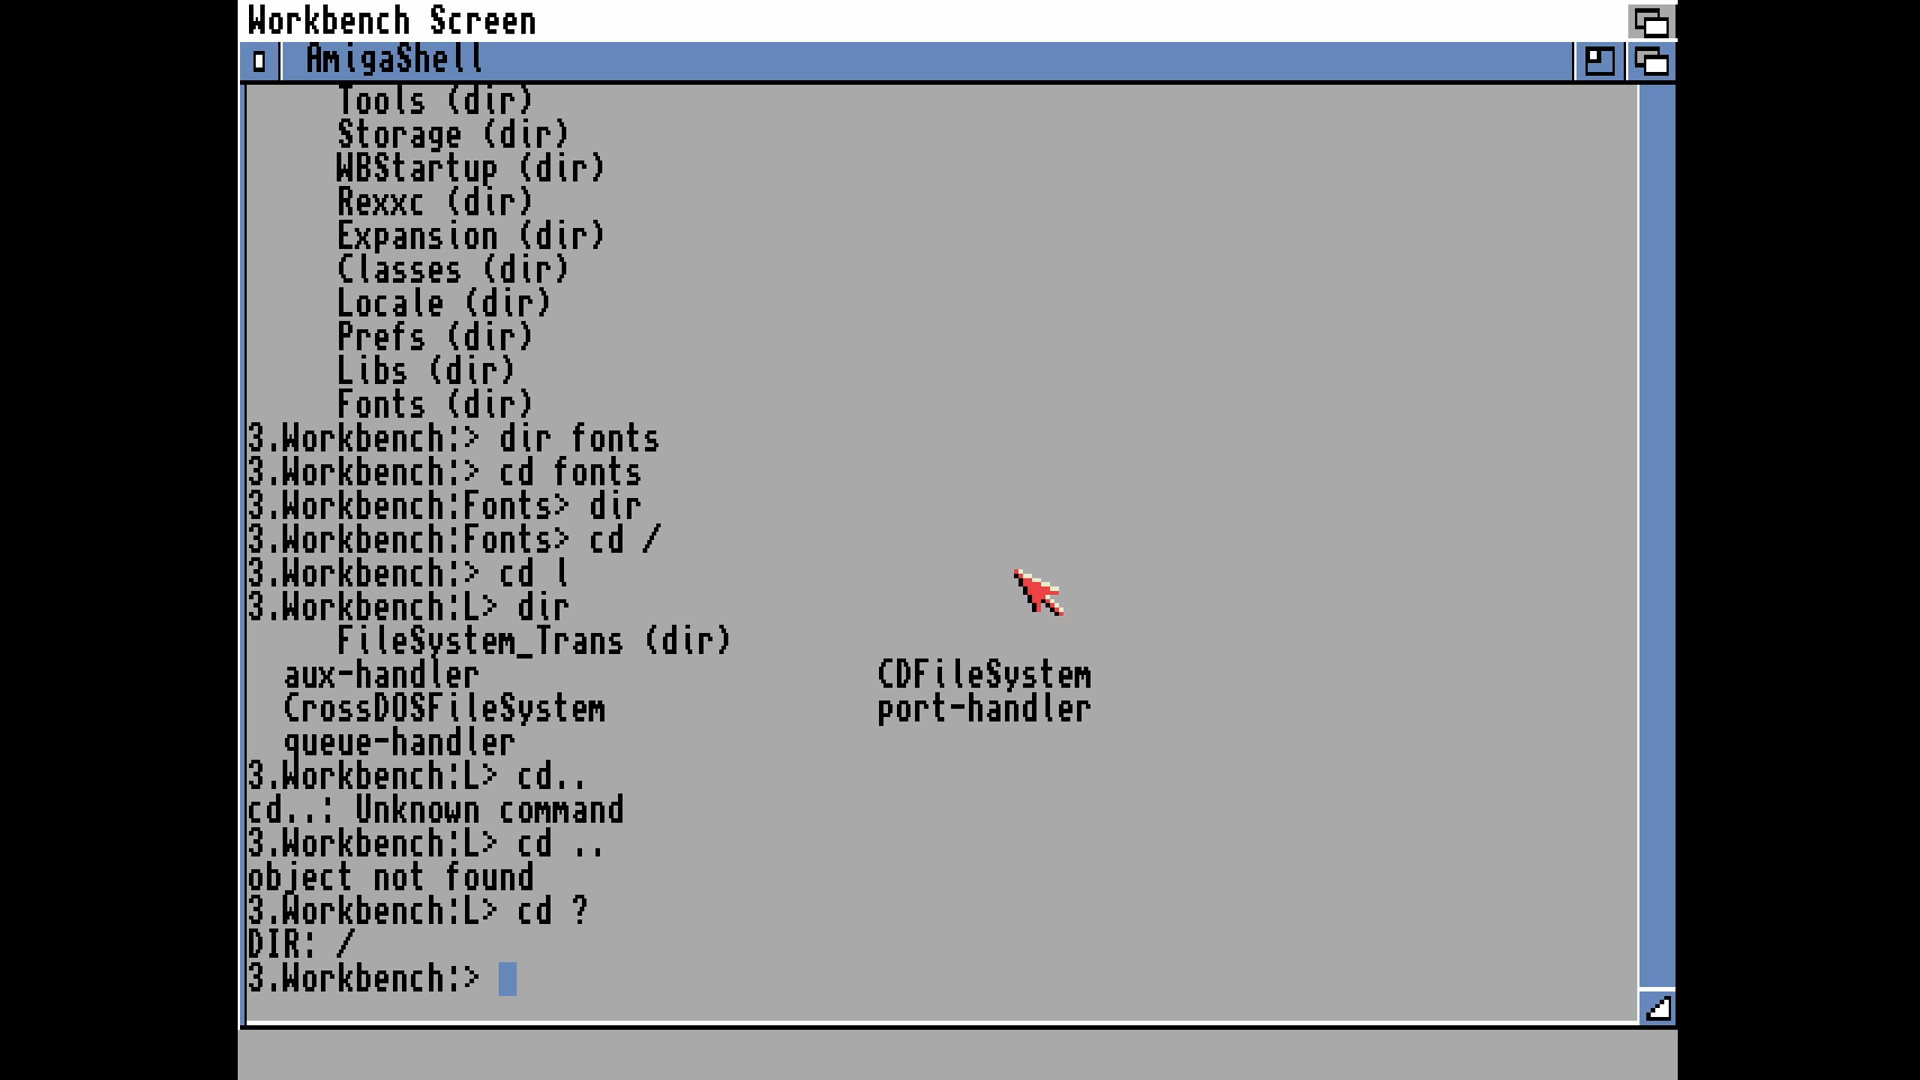 Workbench Screen
AmigaShell
Tools (dir)
Storage (dir)
WBStartup (dir)
Rexxc (dir)
Expansion (dir)
Classes (dir)
Locale (dir)
Prefs (dir)
Libs (dir)
Fonts (dir)
3.Workbench:> dir fonts
3.Workbench:> cd fonts
3.Workbench:Fonts> dir
3.Workbench:Fonts> cd /
3.Workbench:> cd l
3.Workbench:L> dir
FileSystem_Trans (dir)
aux-handler CDFileSystem
CrossDOSFileSystem port-handler
queue-handler
3.Workbench:L> cd..
cd..: Unknown command
3.Workbench:L> cd ..
object not found
3.Workbench:L> cd ?
DIR: /
3.Workbench:>